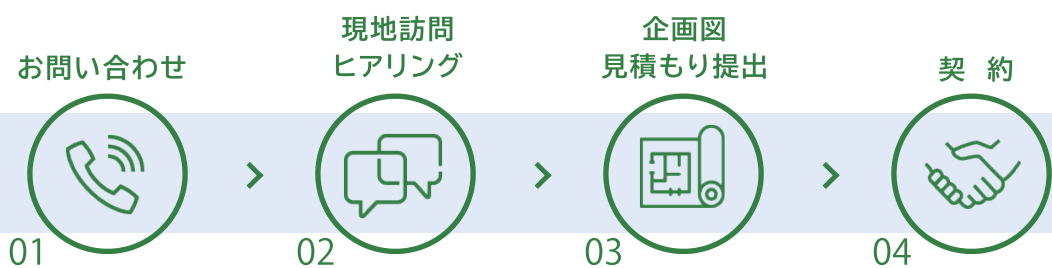 お問い合わせ
01
現地訪問
ヒアリング
02
企画図
見積もり提出
03
契 約
04